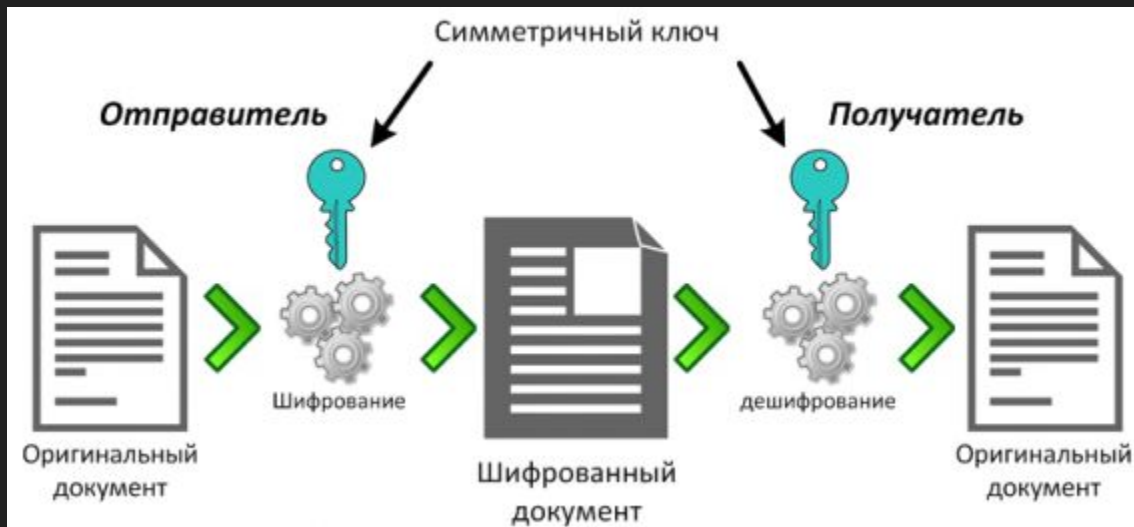 Симметричный ключ
Отправитель
Получатель
Шифрование
дешифрование
Оригинальный
документ
Шифрованный
документ
Оригинальный
документ